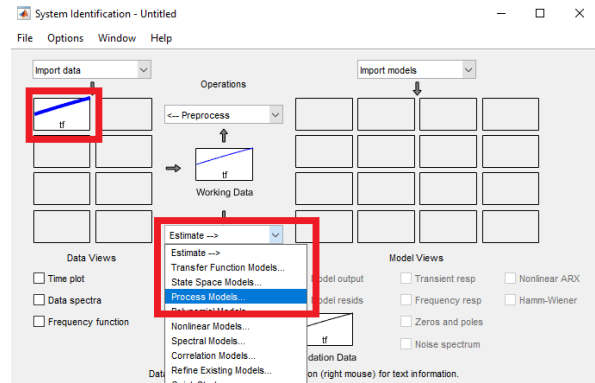 System Identification - Untitled
File Options Window Help
Import data
Operations
Import models
tf
<-- Preprocess
tf
Working Data
Estimate -->
Estimate -->
Transfer Function Models...
State Space Models...
Process Models...
Polynomial Models...
Nonlinear Models...
Spectral Models...
Correlation Models...
Refine Existing Models...
Data Views
Time plot
Data spectra
Frequency function
Model Views
Model output
Transient resp
Nonlinear ARX
Model resids
Frequency resp
Hamm-Wiener
Zeros and poles
Noise spectrum
tf
dation Data
on (right mouse) for text information.